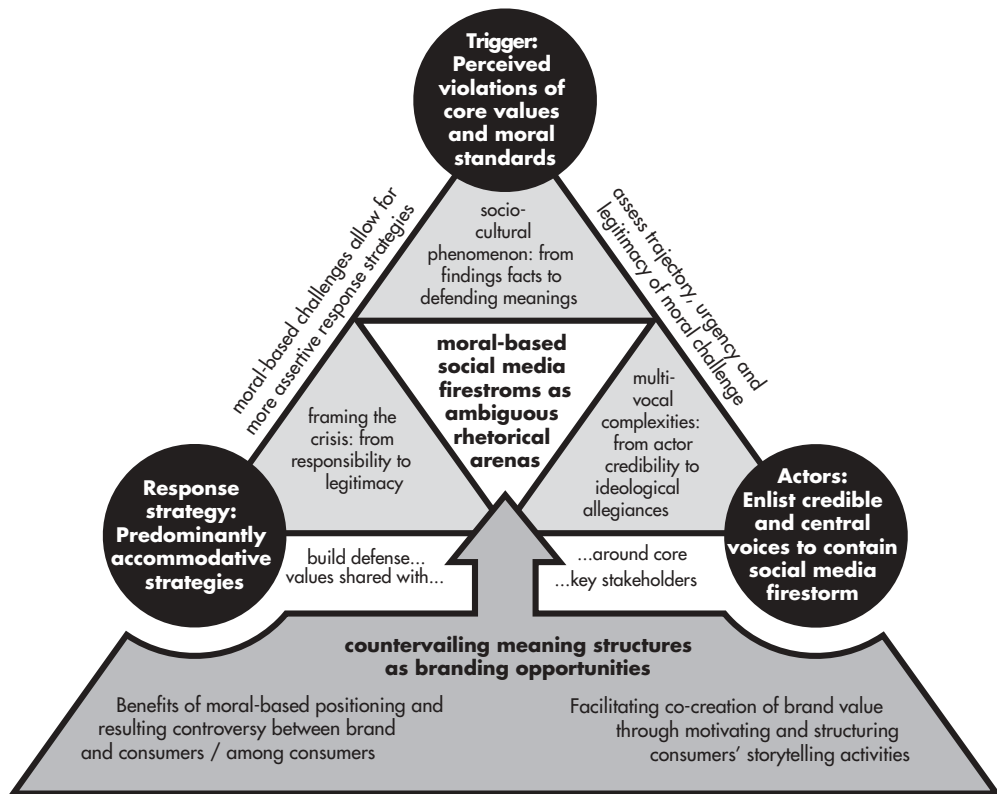 Trigger:
Perceived
violations of
core values
and moral
standards
moral-based challenges allow for
more assertive response strategies
assess trajectory, urgency and
legitimacy of moral challenge
socio-
cultural
phenomenon: from
findings facts to
defending meanings
moral-based
social media
firestroms as
ambiguous
rhetorical
arenas
framing the
crisis: from
responsibility to
legitimacy
multi-
vocal
complexities:
from actor
credibility to
ideological
allegiances
Response
strategy:
Predominantly
accommodative
strategies
Actors:
Enlist credible
and central
voices to contain
social media
firestorm
build defense...
values shared with...
...around core
...key stakeholders
countervailing meaning structures
as branding opportunities
Benefits of moral-based positioning and
resulting controversy between brand
and consumers / among consumers
Facilitating co-creation of brand value
through motivating and structuring
consumers’ storytelling activities